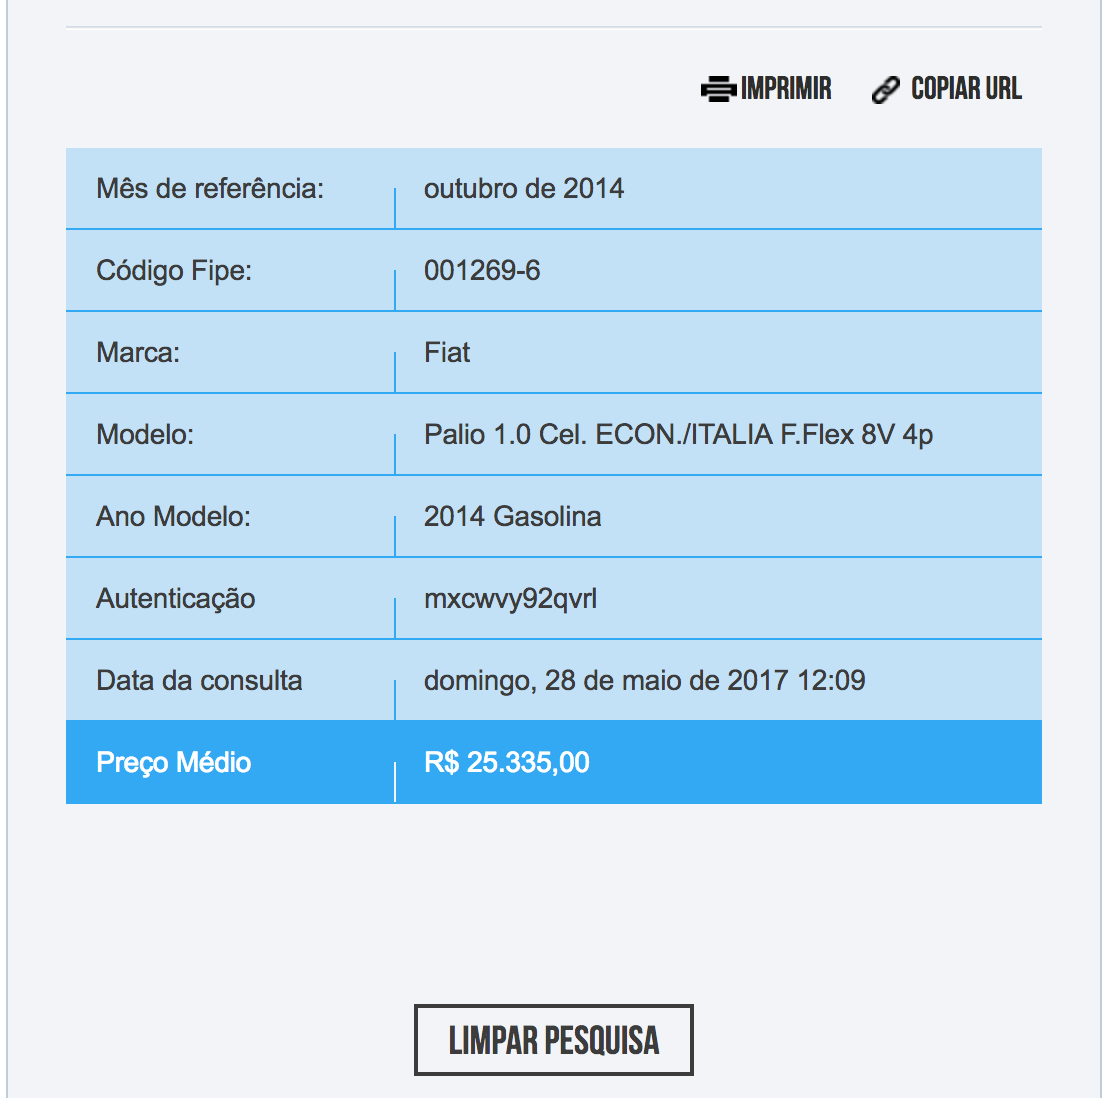 IMPRIMIR COPIAR URL
Mês de referência: outubro de 2014
Código Fipe: 001269-6
Marca: Fiat
Modelo: Palio 1.0 Cel. ECON./ITALIA F.Flex 8V 4p
Ano Modelo: 2014 Gasolina
Autenticação mxcwvy92qvrl
Data da consulta domingo, 28 de maio de 2017 12:09
Preço Médio R$ 25.335,00
LIMPAR PESQUISA